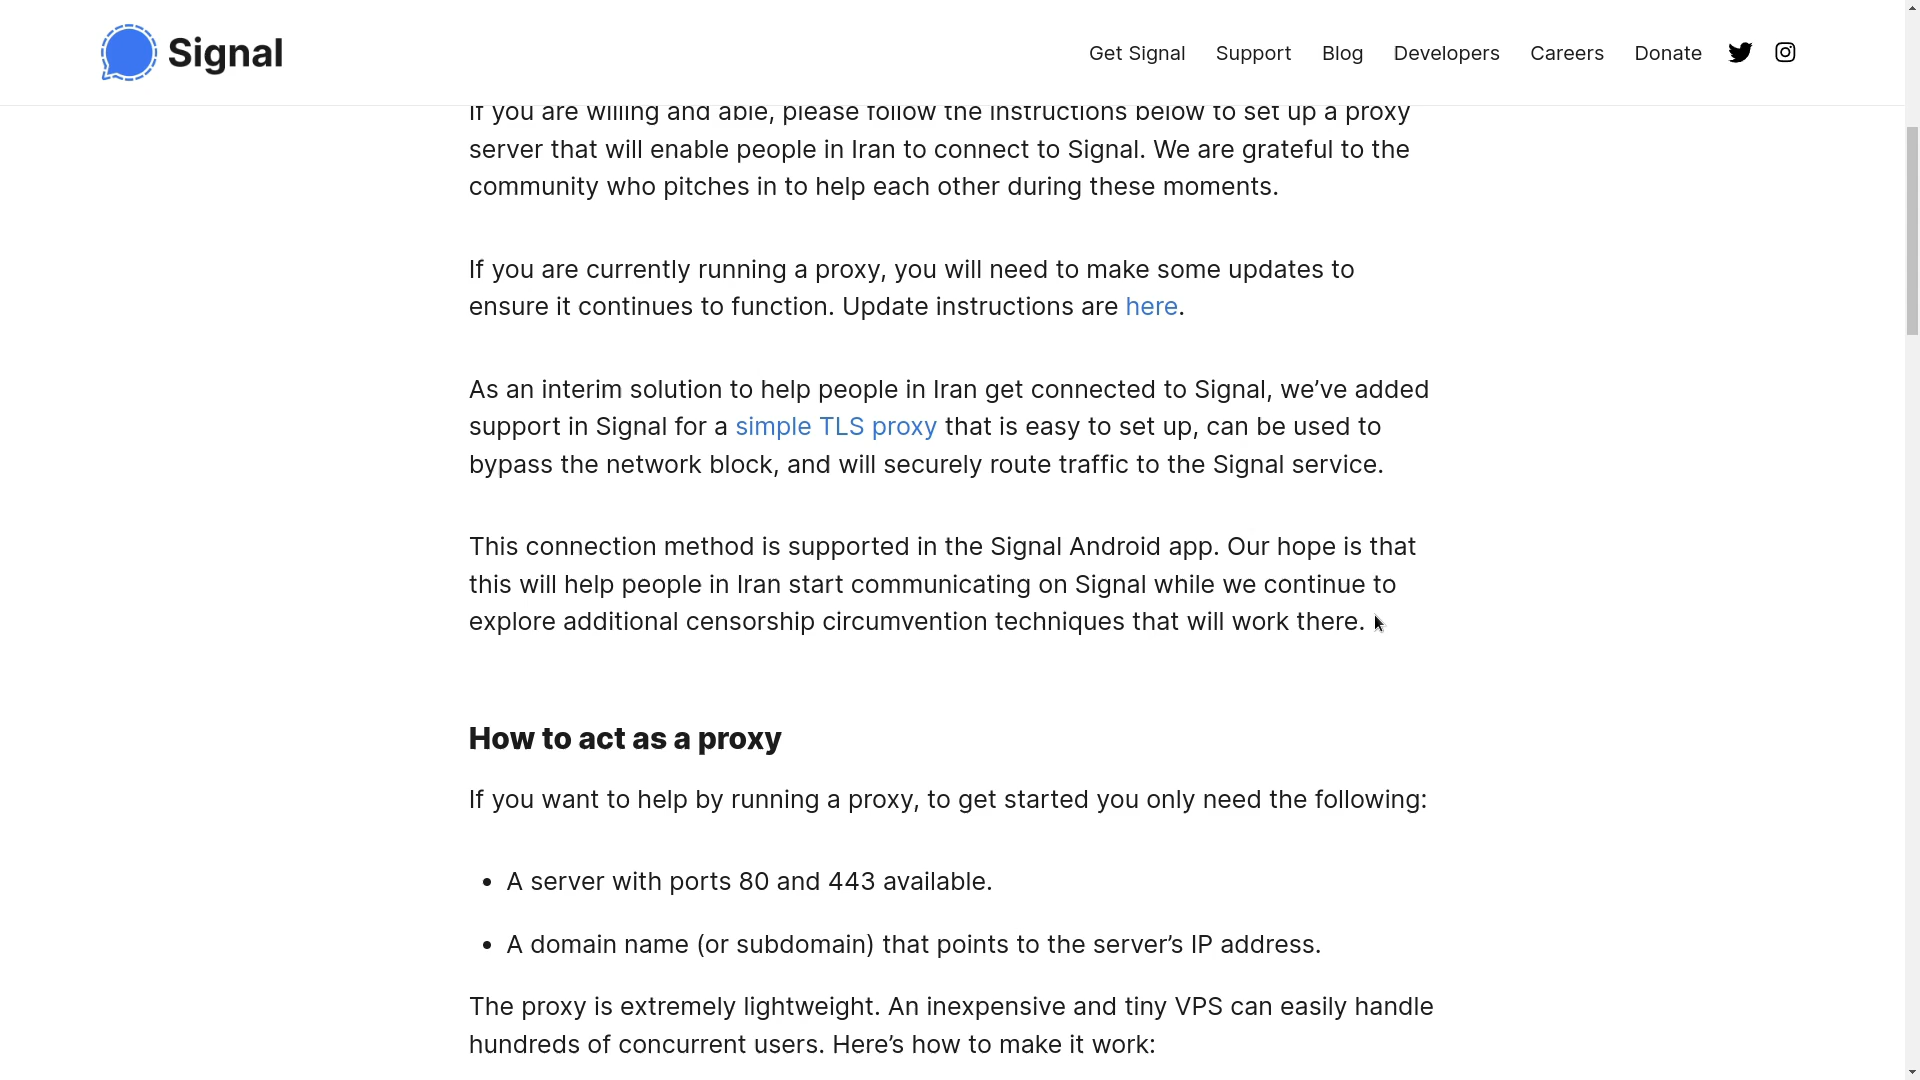 Signal
Get Signal Support Blog Developers Careers Donate
If you are willing and able, please follow the instructions below to set up a proxy
server that will enable people in Iran to connect to Signal. We are grateful to the
community who pitches in to help each other during these moments.
If you are currently running a proxy, you will need to make some updates to
ensure it continues to function. Update instructions are here.
As an interim solution to help people in Iran get connected to Signal, we’ve added
support in Signal for a simple TLS proxy that is easy to set up, can be used to
bypass the network block, and will securely route traffic to the Signal service.
This connection method is supported in the Signal Android app. Our hope is that
this will help people in Iran start communicating on Signal while we continue to
explore additional censorship circumvention techniques that will work there.
How to act as a proxy
If you want to help by running a proxy, to get started you only need the following:
• A server with ports 80 and 443 available.
• A domain name (or subdomain) that points to the server’s IP address.
The proxy is extremely lightweight. An inexpensive and tiny VPS can easily handle
hundreds of concurrent users. Here’s how to make it work: